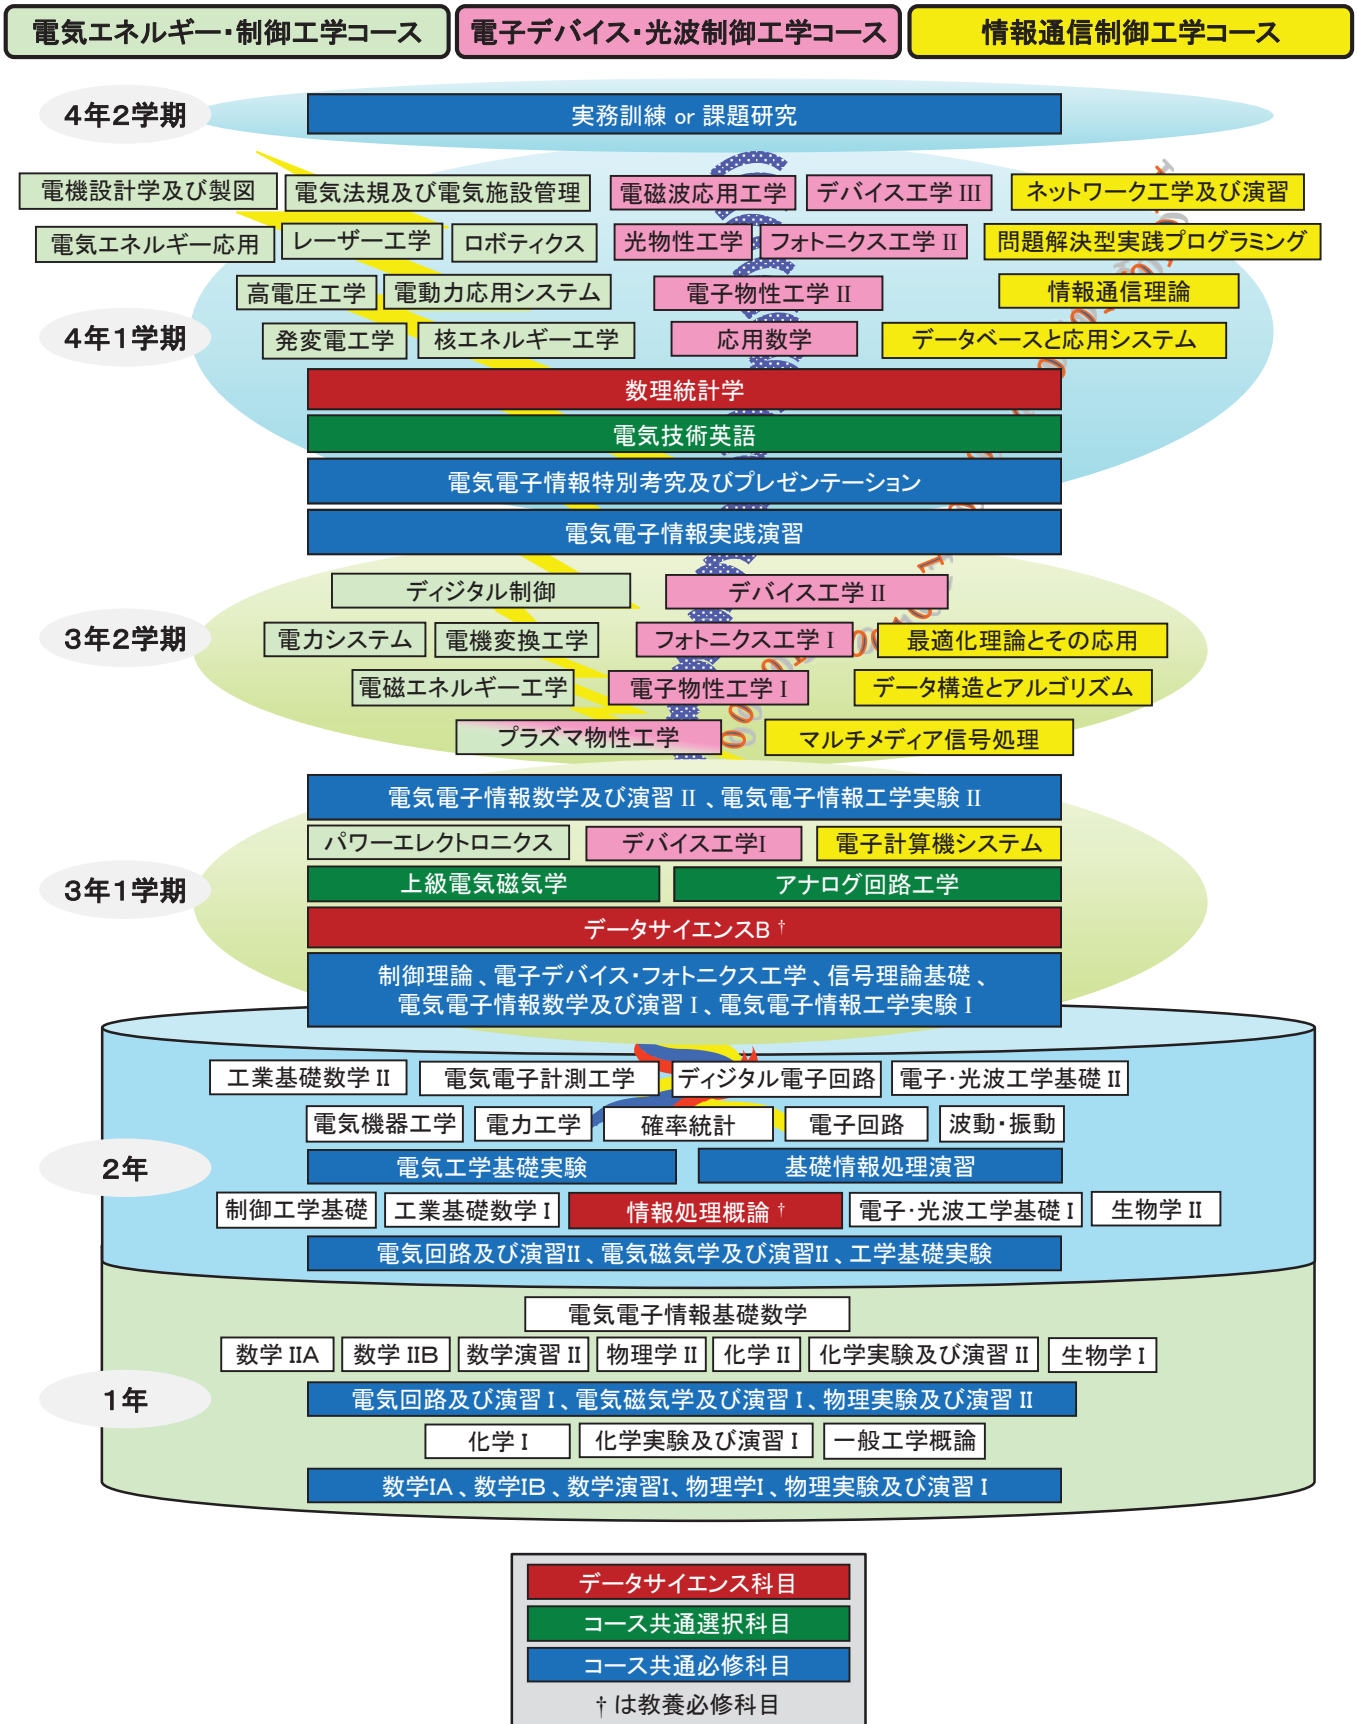 電気エネルギー・制御工学コース
電子デバイス・光波制御工学コース
情報通信制御工学コース
4年2学期
実務訓練 or 課題研究
電機設計学及び製図
電気法規及び電気施設管理
電磁波応用工学
デバイス工学 III
ネットワーク工学及び演習
電気エネルギー応用
レーザー工学
ロボティクス
光物性工学
フォトニクス工学 II
問題解決型実践プログラミング
高電圧工学
電動力応用システム
電子物性工学 II
情報通信理論
4年1学期
発変電工学
核エネルギー工学
応用数学
データベースと応用システム
数理統計学
電気技術英語
電気電子情報特別考究及びプレゼンテーション
電気電子情報実践演習
ディジタル制御
デバイス工学 II
3年2学期
電力システム
電機変換工学
フォトニクス工学 I
最適化理論とその応用
電磁エネルギー工学
電子物性工学 I
データ構造とアルゴリズム
プラズマ物性工学
マルチメディア信号処理
電気電子情報数学及び演習 II 、電気電子情報工学実験 II
パワーエレクトロニクス
デバイス工学I
電子計算機システム
3年1学期
上級電気磁気学
アナログ回路工学
データサイエンスB †
制御理論 、電子デバイス・フォトニクス工学 、信号理論基礎 、
電気電子情報数学及び演習 I 、電気電子情報工学実験 I
工業基礎数学 II
電気電子計測工学
ディジタル電子回路
電子・光波工学基礎 II
電気機器工学
電力工学
確率統計
電子回路
波動・振動
2年
電気工学基礎実験
基礎情報処理演習
制御工学基礎
工業基礎数学 I
情報処理概論 †
電子・光波工学基礎 I
生物学 II
電気回路及び演習II 、電気磁気学及び演習II 、工学基礎実験
電気電子情報基礎数学
数学 IIA
数学 IIB
数学演習 II
物理学 II
化学 II
化学実験及び演習 II
生物学 I
1年
電気回路及び演習 I 、電気磁気学及び演習 I 、物理実験及び演習 II
化学 I
化学実験及び演習 I
一般工学概論
数学IA 、数学IB 、数学演習I、物理学I 、物理実験及び演習 I
データサイエンス科目
コース共通選択科目
コース共通必修科目
† は教養必修科目